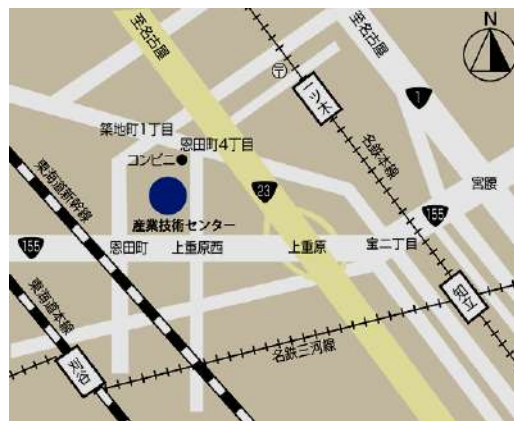 至名古屋
至名古屋
N
〒
一ツ木
1
築地町1丁目
恩田町4丁目
コンビニ
名鉄本線
宮腰
東海道新幹線
23
155
産業技術センター
155
恩田町
上重原西
上重原
宝二丁目
東海道本線
知立
名鉄三河線
刈谷